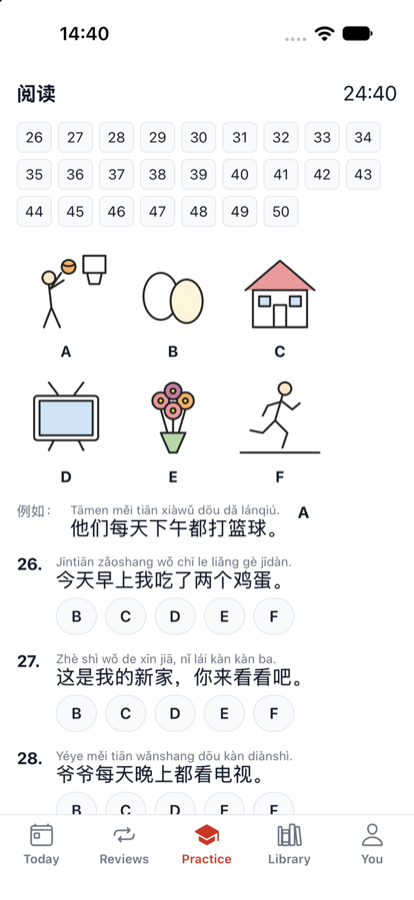 14:40
阅读 24:40
26 27 28 29 30 31 32 33 34
35 36 37 38 39 40 41 42 43
44 45 46 47 48 49 50
A B C
D E F
例如: Tāmen měi tiān xiàwǔ dōu dǎ lánqiú. A
他们每天下午都打篮球。
26. Jīntiān zǎoshang wǒ chī le liǎng gè jīdàn.
今天早上我吃了两个鸡蛋。
B C D E F
27. Zhè shì wǒ de xīn jiā, nǐ lái kàn kàn ba.
这是我的新家，你来看看吧。
B C D E F
28. Yéye měi tiān wǎnshang dōu kàn diànshì.
爷爷每天晚上都看电视。
B C D E F
Today Reviews Practice Library You